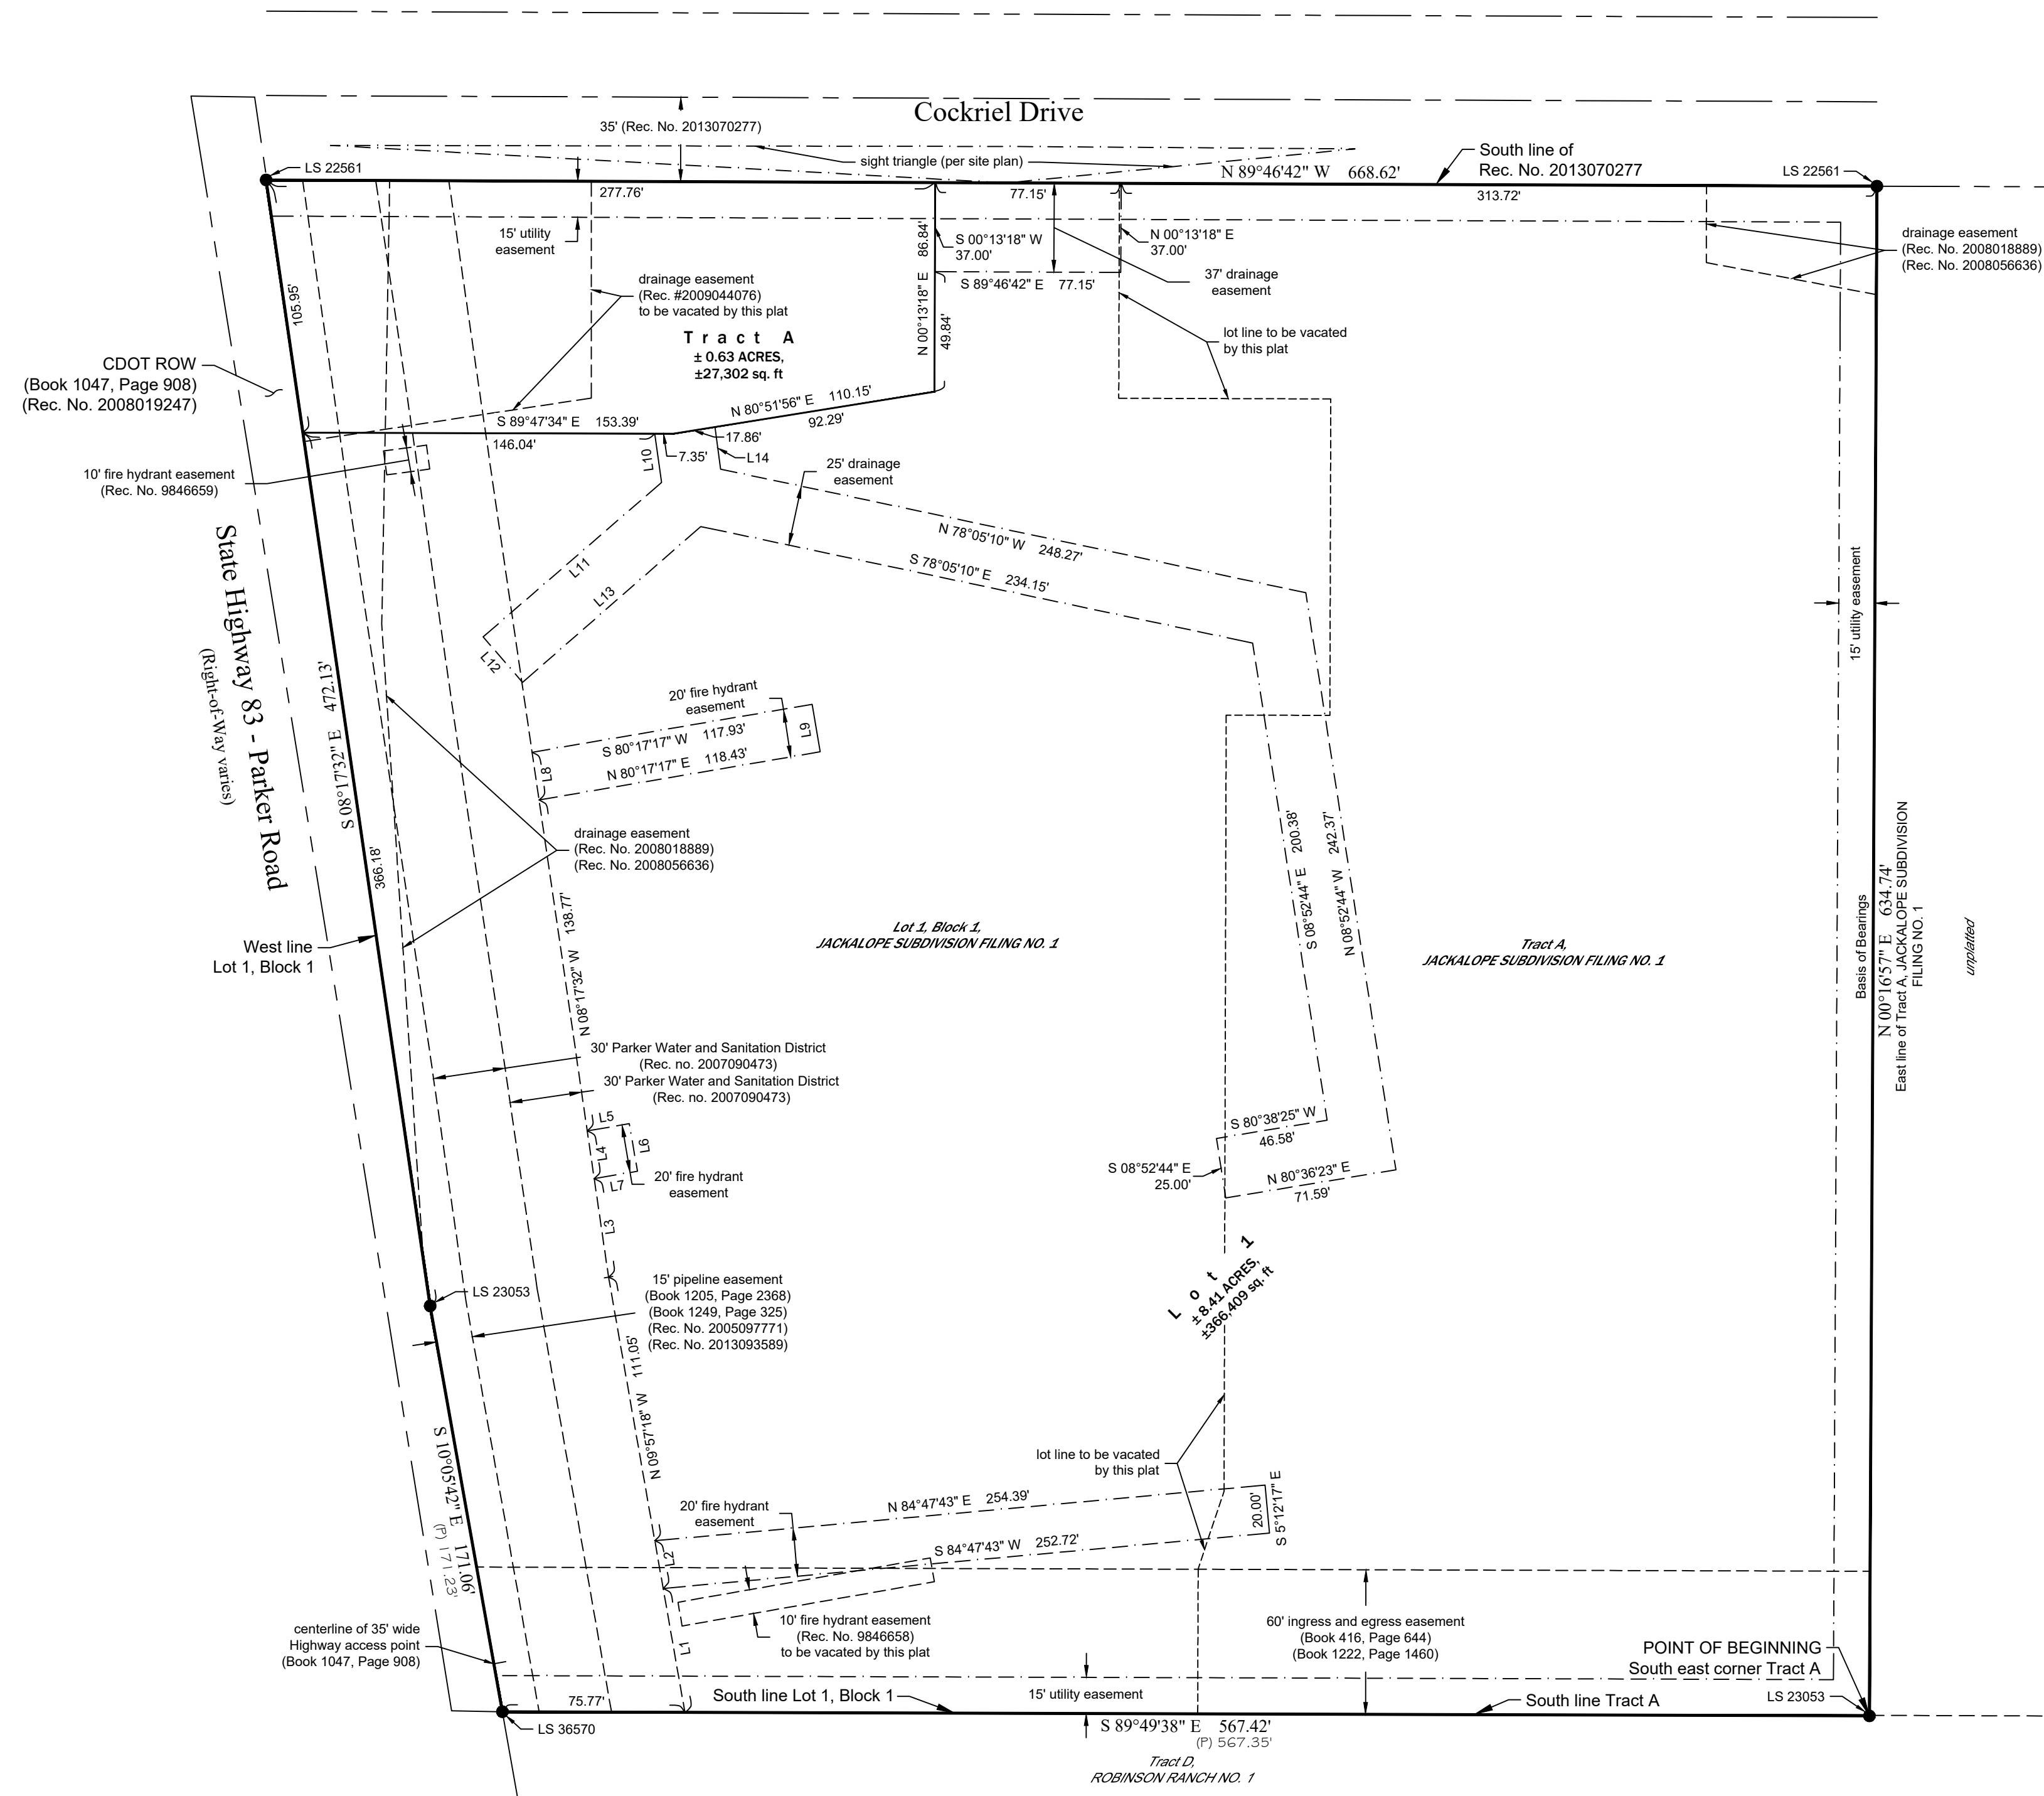 Cockriel Drive
35' (Rec. No. 2013070277)
sight triangle (per site plan)
South line of
Rec. No. 2013070277
N 89°46'42" W 668.62'
LS 22561
LS 22561
277.76'
77.15'
313.72'
15' utility
easement
86.84'
N 00°13'18" E
S 00°13'18" W
37.00'
N 00°13'18" E
37.00'
S 89°46'42" E 77.15'
37' drainage
easement
49.84'
drainage easement
(Rec. No. 2008018889)
(Rec. No. 2008056636)
drainage easement
(Rec. #2009044076)
to be vacated by this plat
Tract A
± 0.63 ACRES,
±27,302 sq. ft
lot line to be vacated
by this plat
105.95'
CDOT ROW
(Book 1047, Page 908)
(Rec. No. 2008019247)
N 80°51'56" E 110.15'
92.29'
S 89°47'34" E 153.39'
146.04'
17.86'
7.35'
L10
L14
10' fire hydrant easement
(Rec. No. 9846659)
25' drainage
easement
N 78°05'10" W 248.27'
S 78°05'10" E 234.15'
L11
L13
L12
State Highway 83 - Parker Road
(Right-of-Way varies)
S 08°17'32" E 472.13'
366.18'
15' utility easement
20' fire hydrant
easement
S 80°17'17" W 117.93'
N 80°17'17" E 118.43'
L9
L8
drainage easement
(Rec. No. 2008018889)
(Rec. No. 2008056636)
S 08°52'44" E 200.38'
N 08°52'44" W 242.37'
West line
Lot 1, Block 1
N 08°17'32" W 138.77'
Lot 1, Block 1,
JACKALOPE SUBDIVISION FILING NO. 1
Tract A,
JACKALOPE SUBDIVISION FILING NO. 1
Basis of Bearings
N 00°16'57" E 634.74'
East line of Tract A, JACKALOPE SUBDIVISION
FILING NO. 1
unplatted
30' Parker Water and Sanitation District
(Rec. no. 2007090473)
30' Parker Water and Sanitation District
(Rec. no. 2007090473)
L5
L4
L6
L7
20' fire hydrant
easement
L3
S 80°38'25" W
46.58'
S 08°52'44" E
25.00'
N 80°36'23" E
71.59'
Lot 1
± 8.41 ACRES,
±366,409 sq. ft
LS 23053
15' pipeline easement
(Book 1205, Page 2368)
(Book 1249, Page 325)
(Rec. No. 2005097771)
(Rec. No. 2013093589)
N 09°57'18" W 111.05'
S 10°05'42" E 171.06'
(P) 171.23'
lot line to be vacated
by this plat
20' fire hydrant
easement
N 84°47'43" E 254.39'
S 84°47'43" W 252.72'
20.00'
S 5°12'17" E
L2
L1
10' fire hydrant easement
(Rec. No. 9846658)
to be vacated by this plat
60' ingress and egress easement
(Book 416, Page 644)
(Book 1222, Page 1460)
centerline of 35' wide
Highway access point
(Book 1047, Page 908)
POINT OF BEGINNING
South east corner Tract A
LS 23053
75.77'
South line Lot 1, Block 1
15' utility easement
South line Tract A
LS 36570
S 89°49'38" E 567.42'
(P) 567.35'
Tract D,
ROBINSON RANCH NO. 1